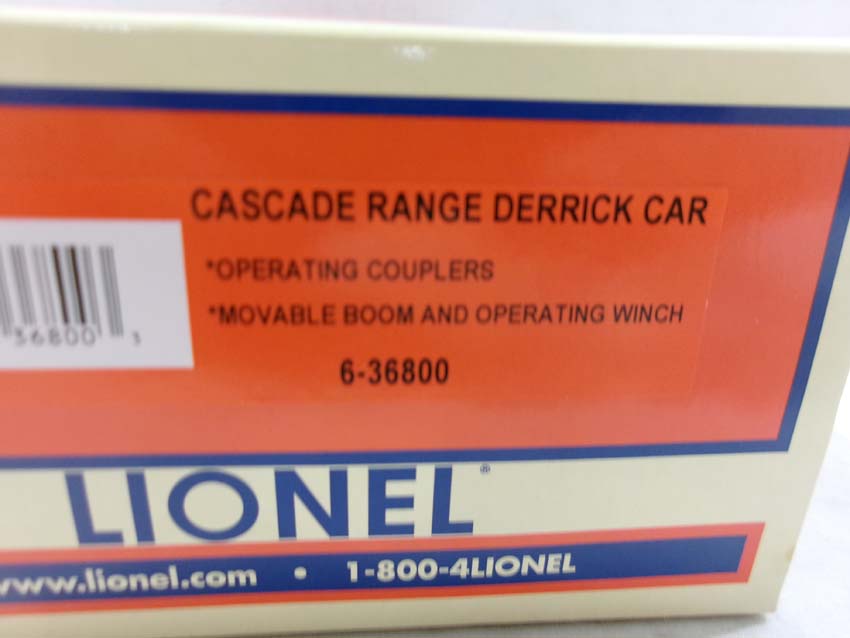 CASCADE RANGE DERRICK CAR
*OPERATING COUPLERS
*MOVABLE BOOM AND OPERATING WINCH
36800 3
6-36800
LIONEL®
www.lionel.com • 1-800-4LIONEL